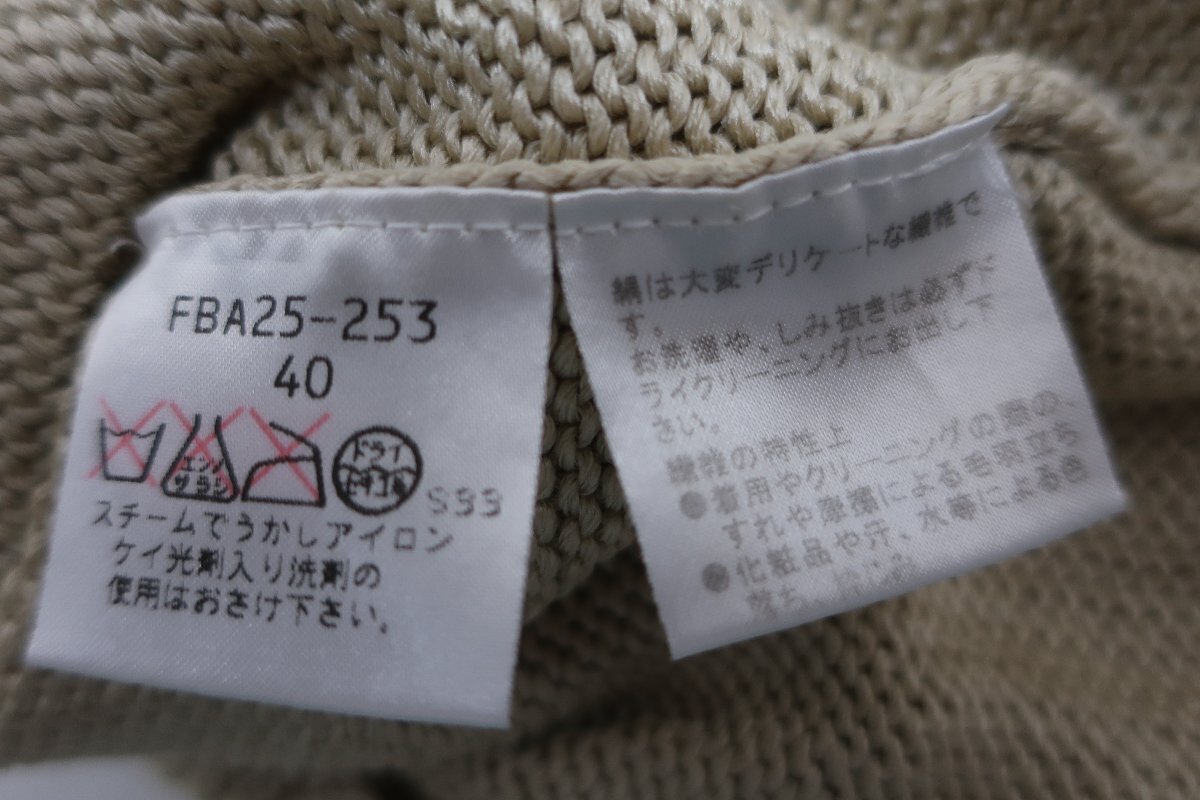 FBA25-253
40
エンソ
サラシ
ドライ
S33
スチームでうかしアイロン
ケイ光剤入り洗剤の
使用はおさけ下さい。
絹は大変デリケートな繊維で
す。
お洗濯や、しみ抜きは必ずド
ライクリーニングにお出し下
さい。
繊維の特性上
●着用やクリーニングの際の、
すれや摩擦による毛羽立ち
●化粧品や汗、水等による色
落ち